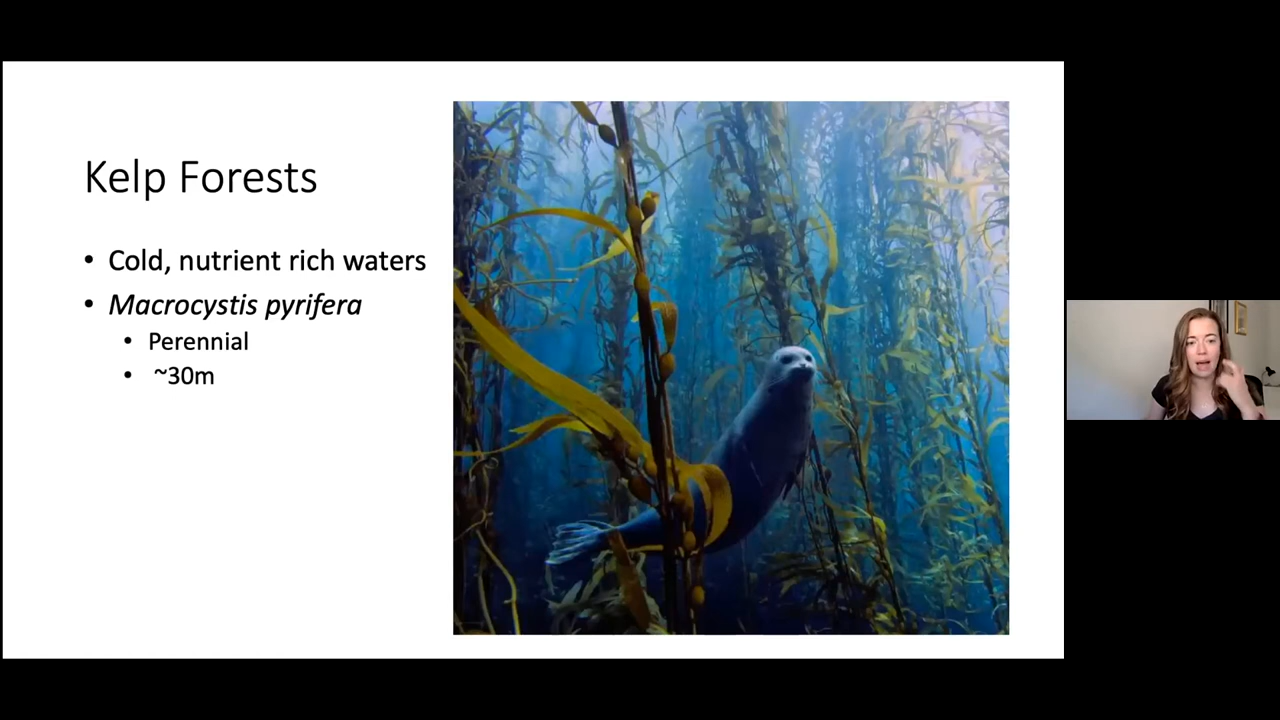 Kelp Forests
• Cold, nutrient rich waters
• Macrocystis pyrifera
• Perennial
• ~30m